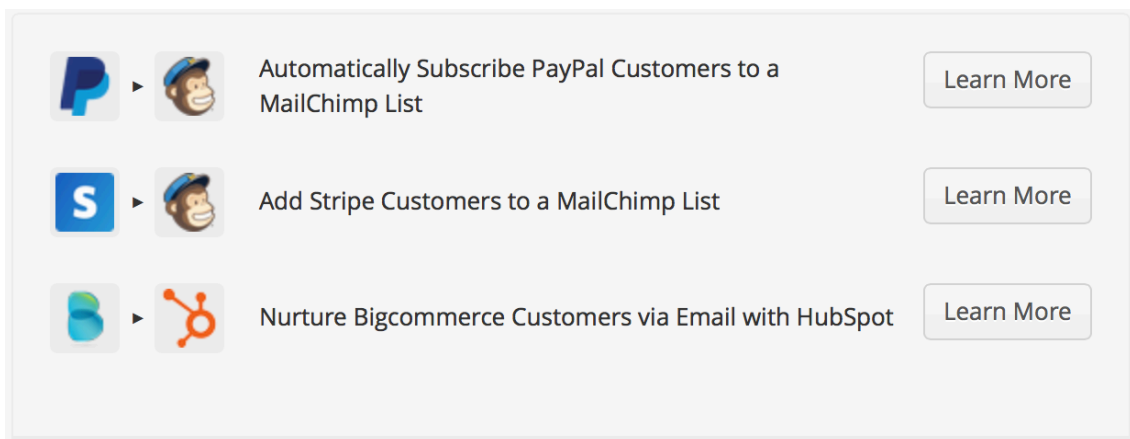 Automatically Subscribe PayPal Customers to a
MailChimp List
Learn More
S
Add Stripe Customers to a MailChimp List
Learn More
Nurture Bigcommerce Customers via Email with HubSpot
Learn More